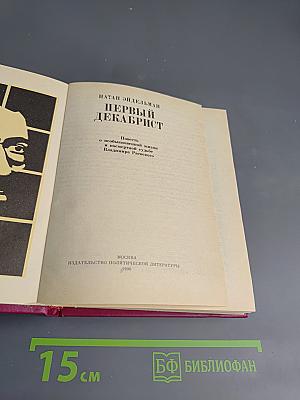 НАТАН ЭЙДЕЛЬМАН
ПЕРВЫЙ
ДЕКАБРИСТ
Повесть
о необыкновенной жизни
и посмертной судьбе
Владимира Раевского
МОСКВА
ИЗДАТЕЛЬСТВО ПОЛИТИЧЕСКОЙ ЛИТЕРАТУРЫ
1990
15 см
БФ БИБЛИОФАН